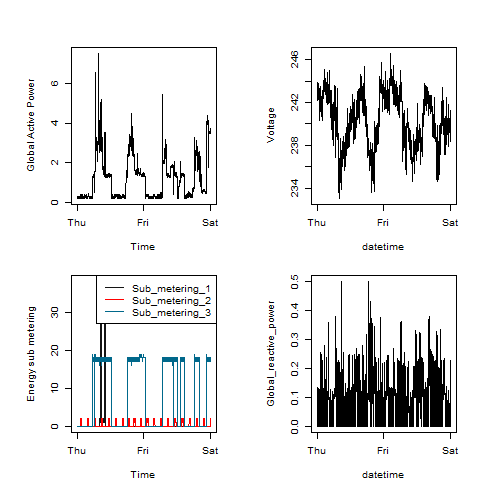 Global Active Power
6
4
2
0
Thu Fri Sat
Time
Voltage
246
242
238
234
Thu Fri Sat
datetime
Energy sub metering
30
20
10
0
Sub_metering_1
Sub_metering_2
Sub_metering_3
Thu Fri Sat
Time
Global_reactive_power
0.5
0.4
0.3
0.2
0.1
0.0
Thu Fri Sat
datetime